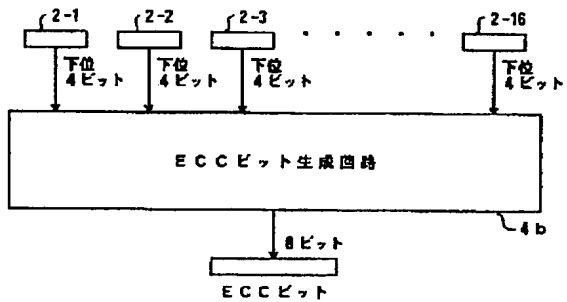 2-1 2-2 2-3 2-16
下位 下位 下位 下位
4ビット 4ビット 4ビット 4ビット
ECCビット生成回路
4b
8ビット
ECCビット